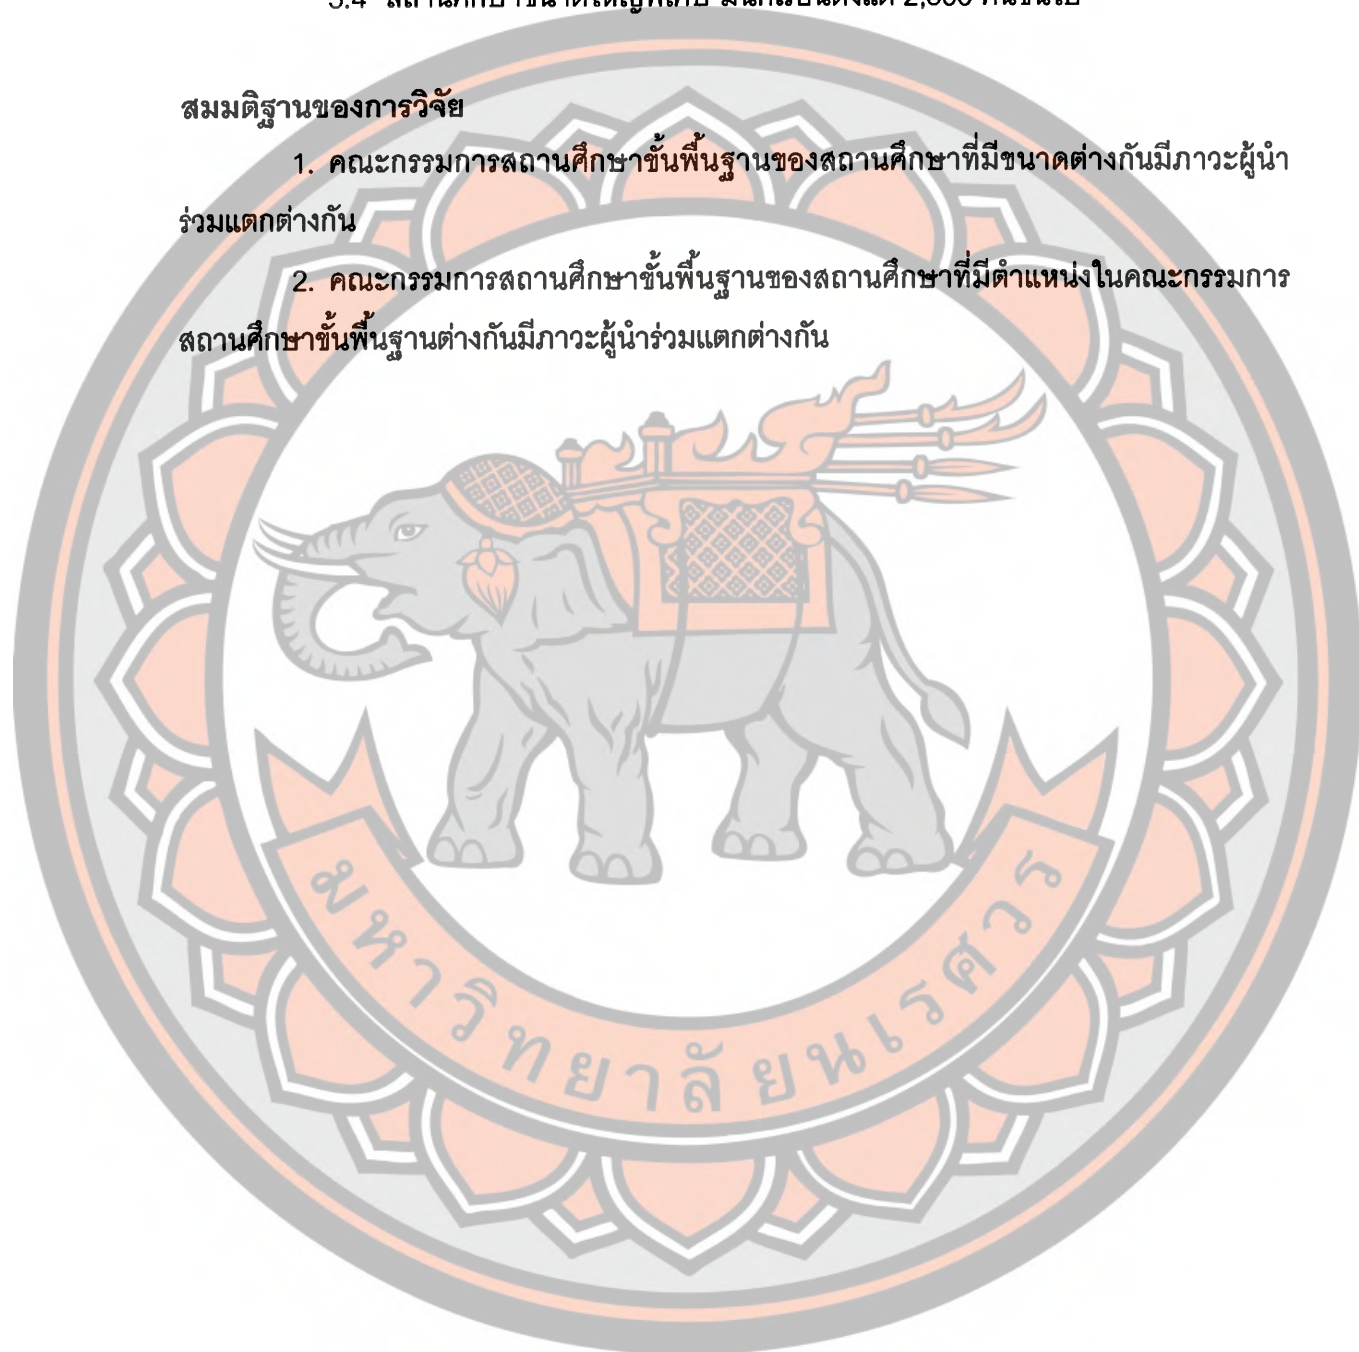 สมมติฐานของการวิจัย
1. คณะกรรมการสถานศึกษาขั้นพื้นฐานของสถานศึกษาที่มีขนาดต่างกันมีภาวะผู้นำ
ร่วมแตกต่างกัน
2. คณะกรรมการสถานศึกษาขั้นพื้นฐานของสถานศึกษาที่มีตำแหน่งในคณะกรรมการ
สถานศึกษาขั้นพื้นฐานต่างกันมีภาวะผู้นำร่วมแตกต่างกัน
มหาวิทยาลัยนเรศวร